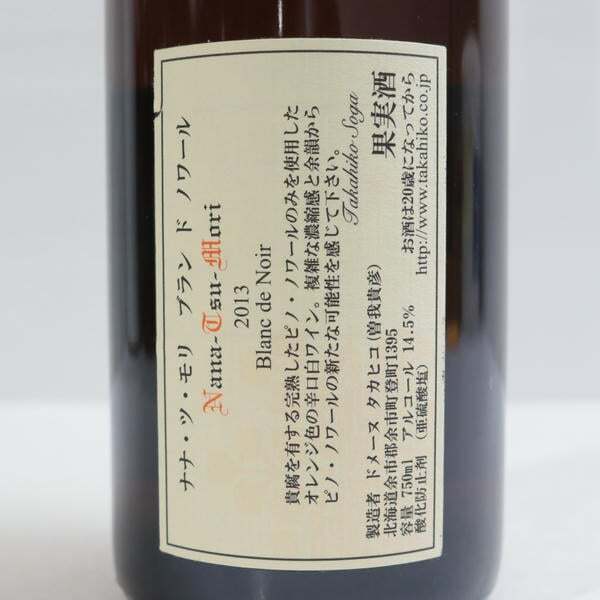 ナナ・ツ・モリ ブラン ド ノワール
Nana-Tsu-Mori
2013
Blanc de Noir
貴腐を有する完熟したピノ・ノワールのみを使用した
オレンジ色の辛口白ワイン。複雑な濃縮感と余韻から
ピノ・ノワールの新たな可能性を感じて下さい。
Takahiko Soga
果実酒
製造者 ドメーヌ タカヒコ(曽我貴彦)
北海道余市郡余市町登町1395
容量 750ml アルコール 14.5% お酒は20歳になってから
酸化防止剤(亜硫酸塩) http://www.takahiko.co.jp